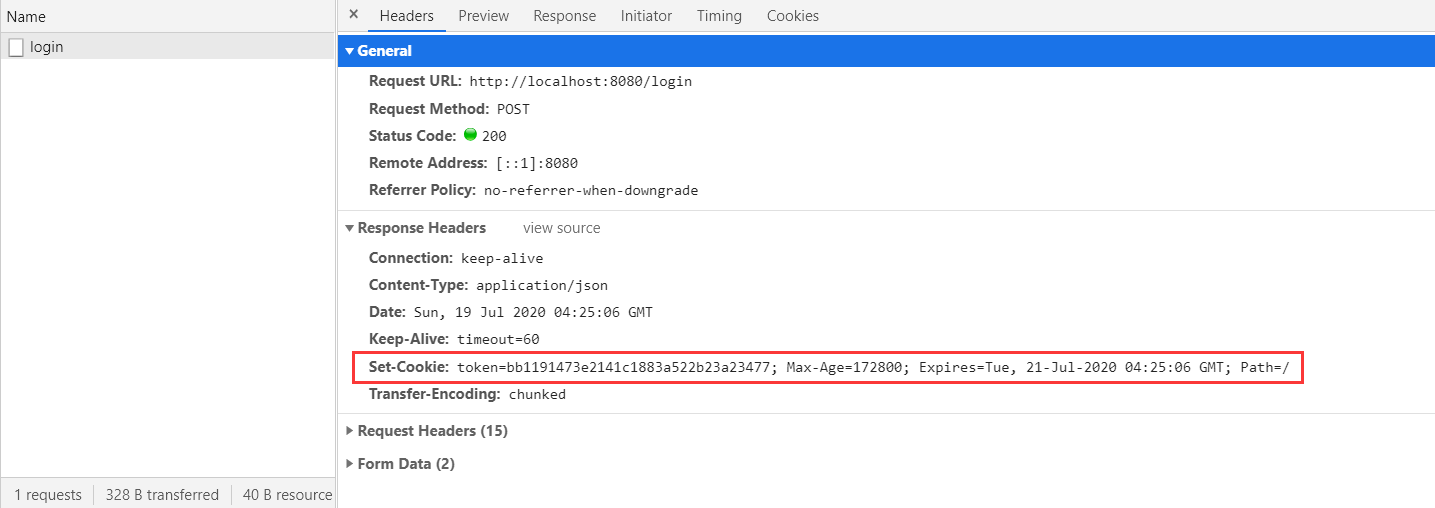 Name
login
1 requests
328 B transferred
40 B resource
×
Headers
Preview
Response
Initiator
Timing
Cookies
General
Request URL: http://localhost:8080/login
Request Method: POST
Status Code: 200
Remote Address: [::1]:8080
Referrer Policy: no-referrer-when-downgrade
Response Headers view source
Connection: keep-alive
Content-Type: application/json
Date: Sun, 19 Jul 2020 04:25:06 GMT
Keep-Alive: timeout=60
Set-Cookie: token=bb1191473e2141c1883a522b23a23477; Max-Age=172800; Expires=Tue, 21-Jul-2020 04:25:06 GMT; Path=/
Transfer-Encoding: chunked
Request Headers (15)
Form Data (2)